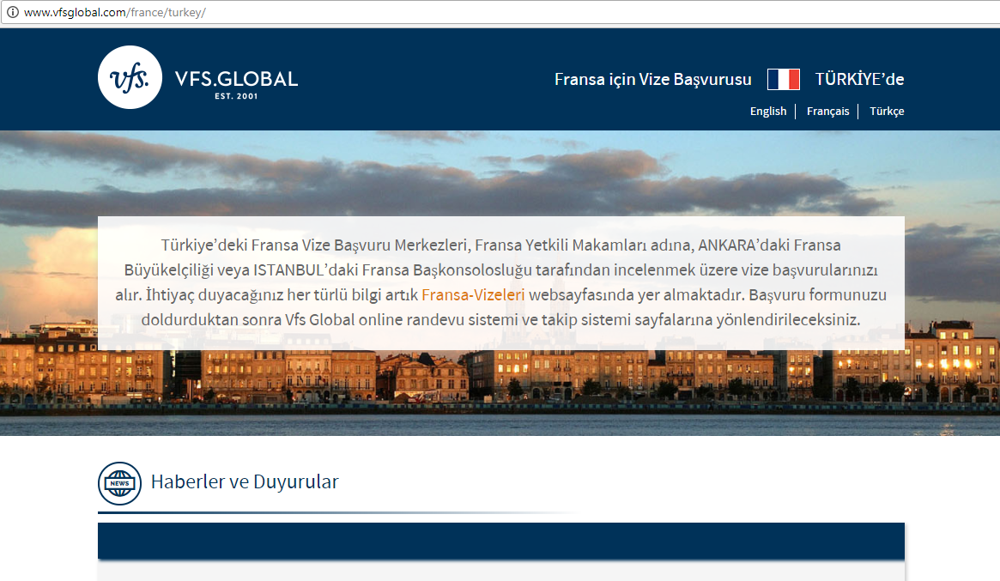 www.vfsglobal.com/france/turkey/
vfs.
VFS.GLOBAL
EST. 2001
Fransa için Vize Başvurusu TÜRKİYE’de
English Français Türkçe
Türkiye’deki Fransa Vize Başvuru Merkezleri, Fransa Yetkili Makamları adına, ANKARA’daki Fransa
Büyükelçiliği veya ISTANBUL’daki Fransa Başkonsolosluğu tarafından incelenmek üzere vize başvurularınızı
alır. İhtiyaç duyacağınız her türlü bilgi artık Fransa-Vizeleri websayfasında yer almaktadır. Başvuru formunuzu
doldurduktan sonra Vfs Global online randevu sistemi ve takip sistemi sayfalarına yönlendirileceksiniz.
NEWS
Haberler ve Duyurular